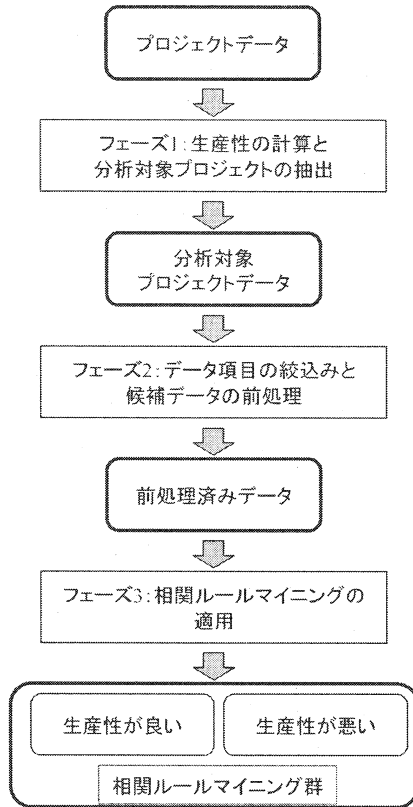 プロジェクトデータ
フェーズ1:生産性の計算と
分析対象プロジェクトの抽出
分析対象
プロジェクトデータ
フェーズ2:データ項目の絞込みと
候補データの前処理
前処理済みデータ
フェーズ3:相関ルールマイニングの
適用
生産性が良い
生産性が悪い
相関ルールマイニング群